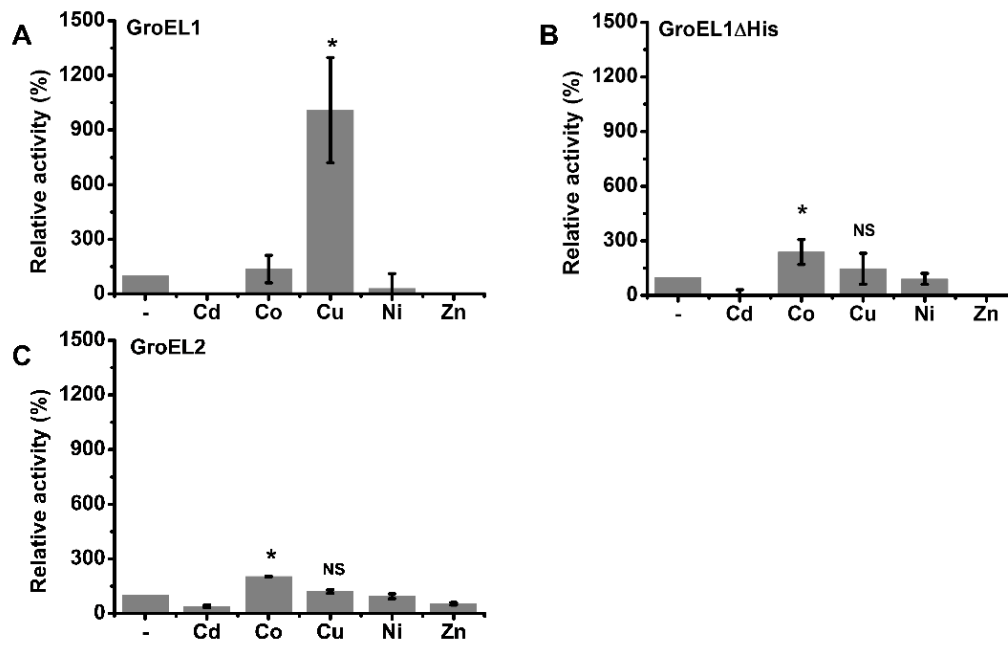 A
GroEL1
Relative activity (%)
1500
1200
900
600
300
0
*
- Cd Co Cu Ni Zn
B
GroEL1ΔHis
Relative activity (%)
1500
1200
900
600
300
0
*
NS
- Cd Co Cu Ni Zn
C
GroEL2
Relative activity (%)
1500
1200
900
600
300
0
*
NS
- Cd Co Cu Ni Zn